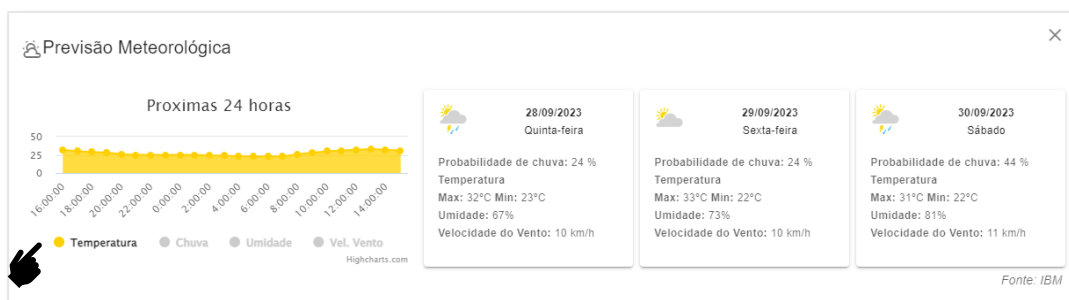 Previsão Meteorológica
Proximas 24 horas
50
25
0
16:00:00
18:00:00
20:00:00
22:00:00
0:00:00
2:00:00
4:00:00
6:00:00
8:00:00
10:00:00
12:00:00
14:00:00
Temperatura Chuva Umidade Vel. Vento
Highcharts.com
28/09/2023
Quinta-feira
Probabilidade de chuva: 24 %
Temperatura
Max: 32°C Min: 23°C
Umidade: 67%
Velocidade do Vento: 10 km/h
29/09/2023
Sexta-feira
Probabilidade de chuva: 24 %
Temperatura
Max: 33°C Min: 22°C
Umidade: 73%
Velocidade do Vento: 10 km/h
30/09/2023
Sábado
Probabilidade de chuva: 44 %
Temperatura
Max: 31°C Min: 22°C
Umidade: 81%
Velocidade do Vento: 11 km/h
Fonte: IBM